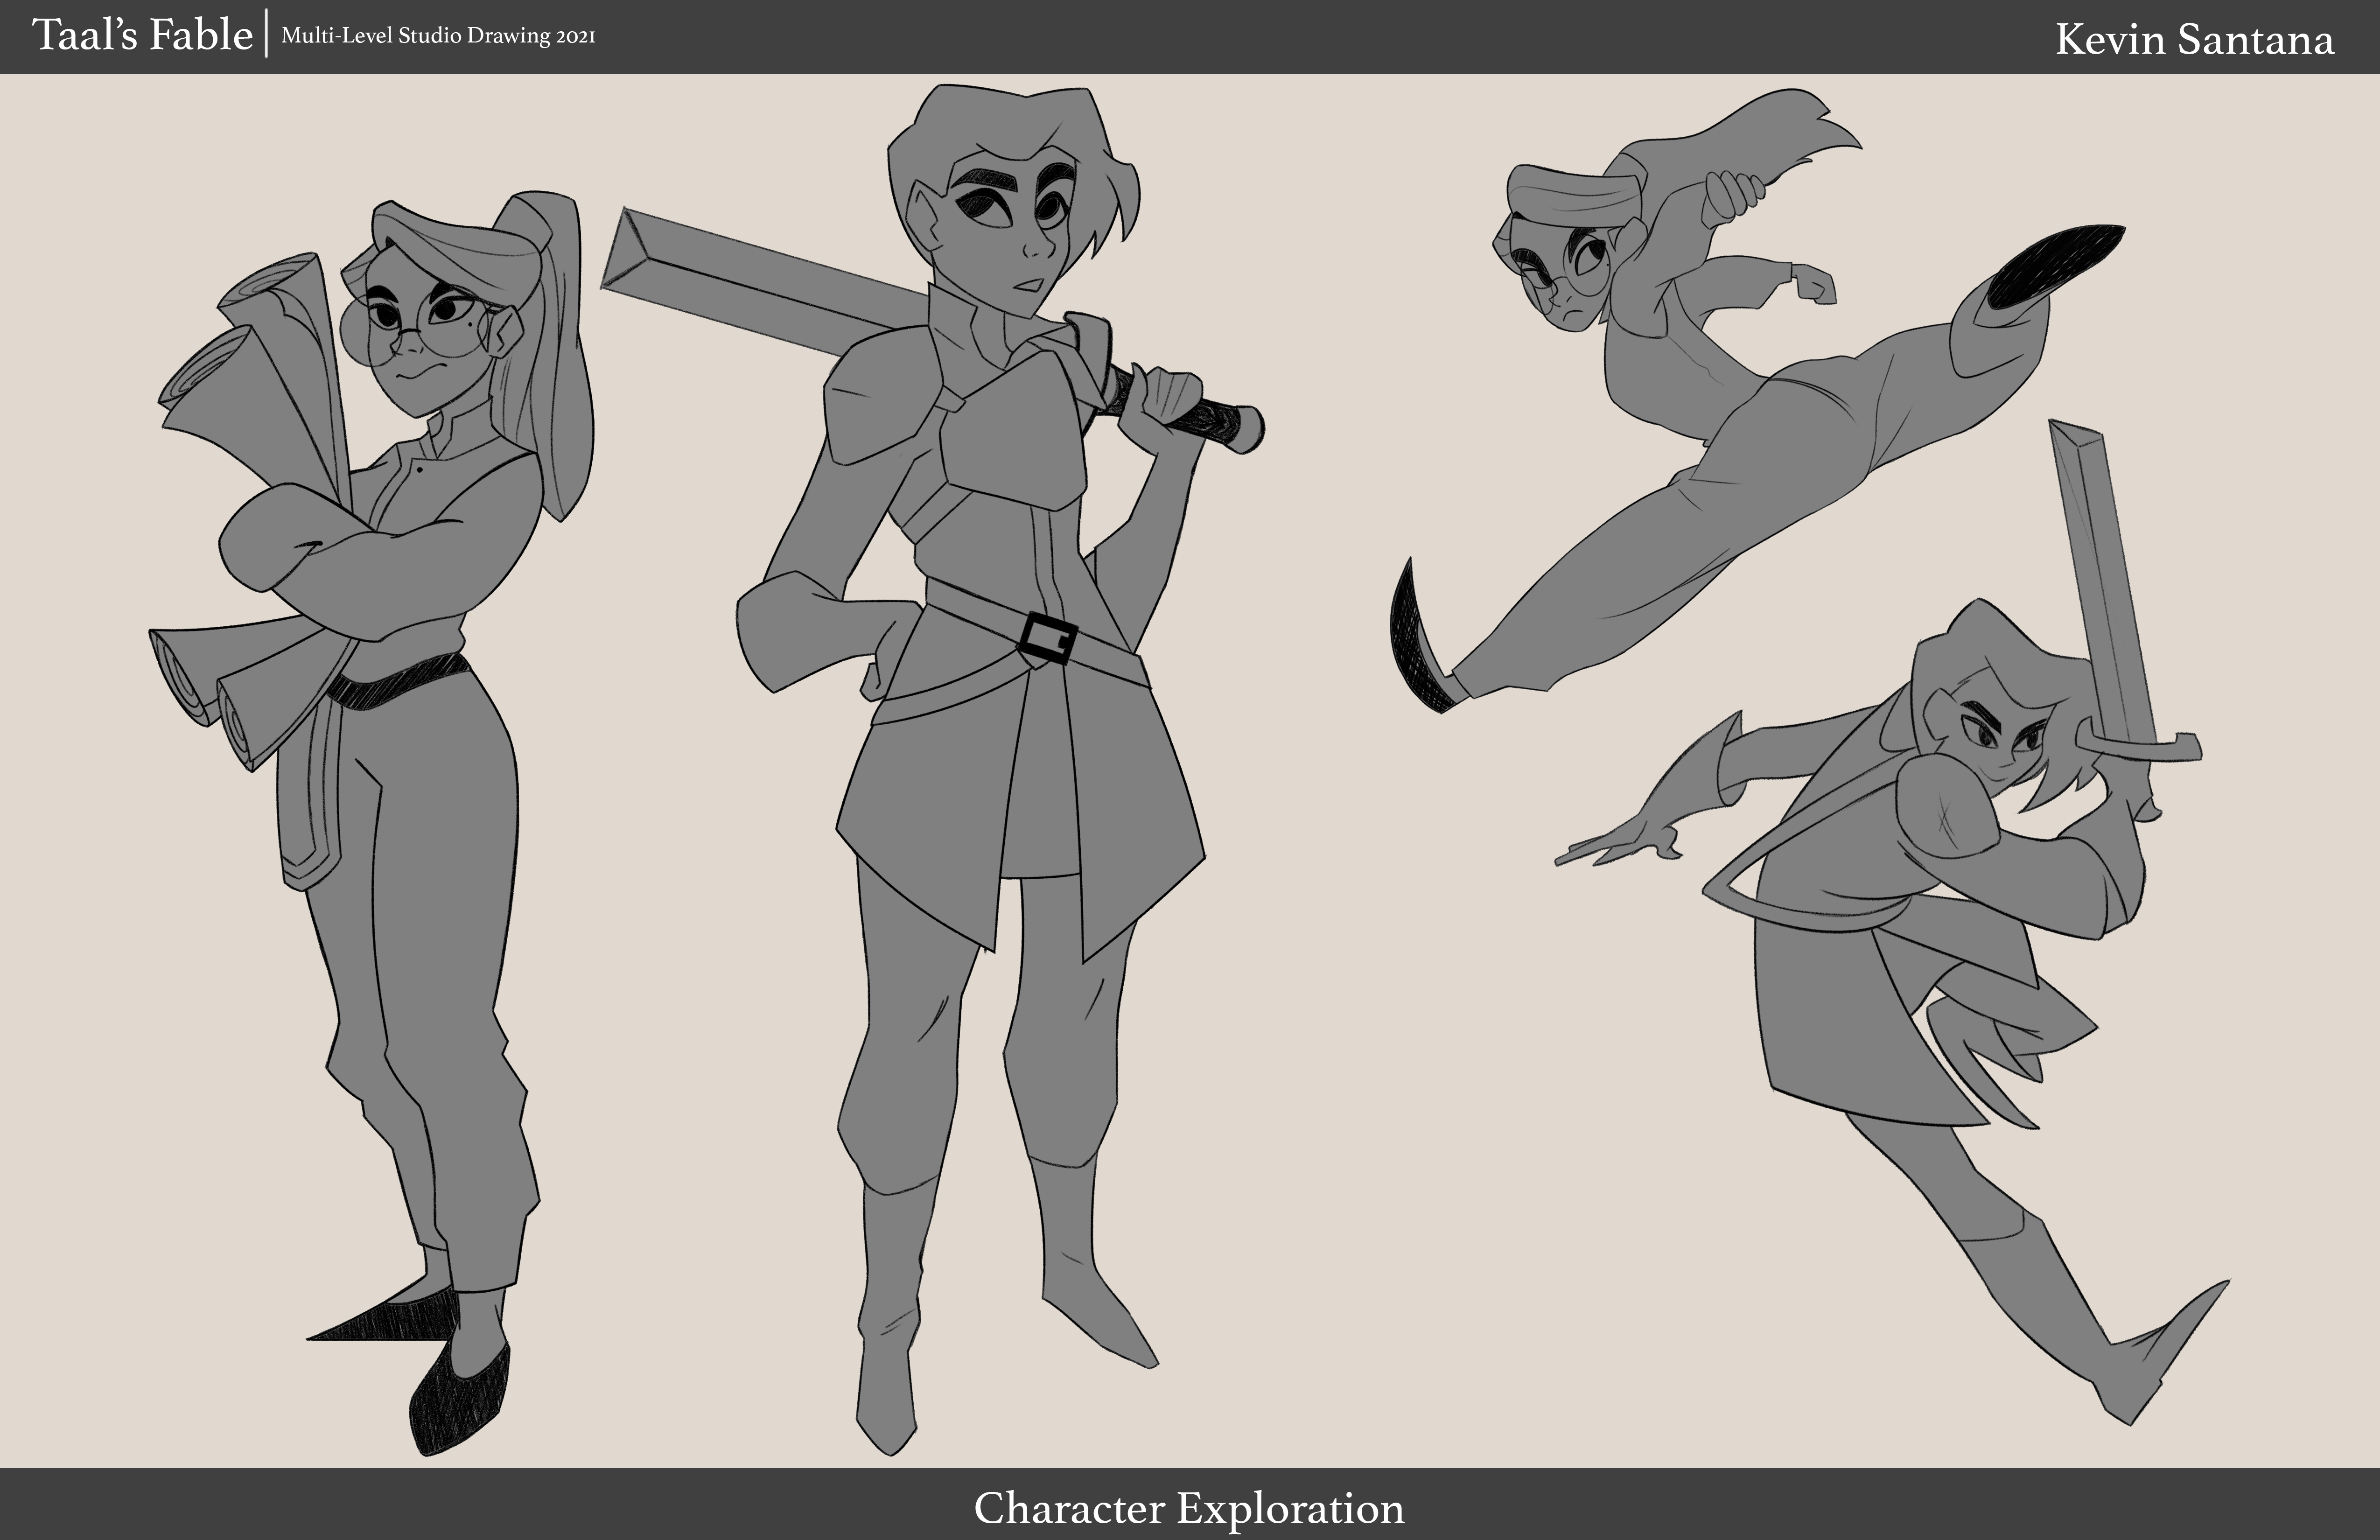 Taal’s Fable | Multi-Level Studio Drawing 2021
Kevin Santana
Character Exploration